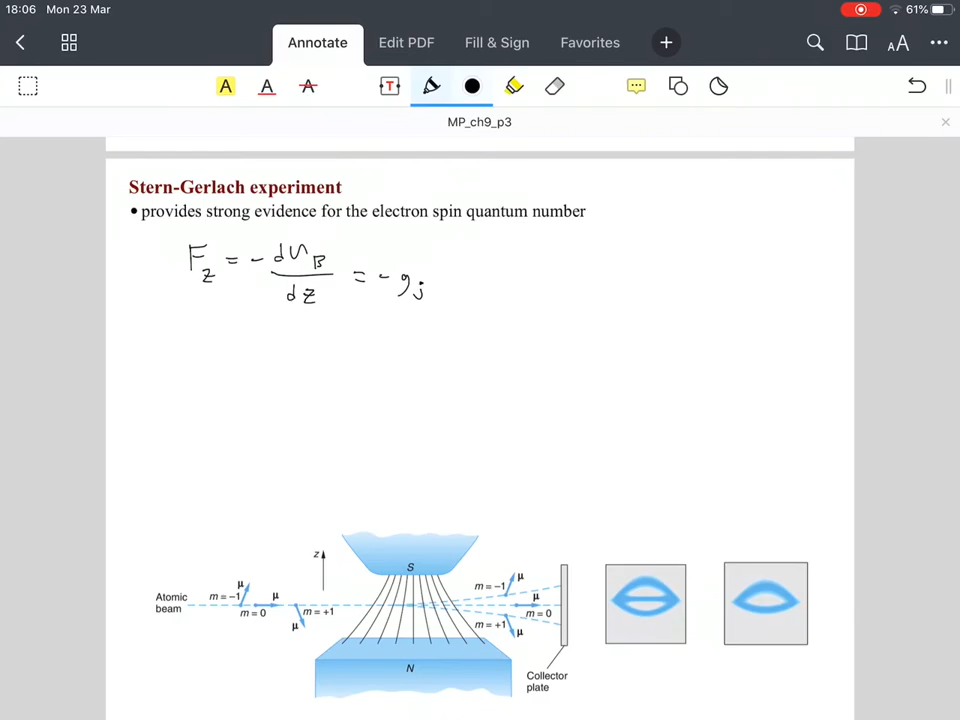 18:06 Mon 23 Mar 61%
Annotate Edit PDF Fill & Sign Favorites
A A A T AA
MP_ch9_p3
Stern-Gerlach experiment
• provides strong evidence for the electron spin quantum number
F_z = - dU_B / dz = - g_j
z
S
Atomic beam
μ
m = −1
μ
m = 0
m = +1
μ
m = −1
μ
μ
m = 0
m = +1
μ
N
Collector plate